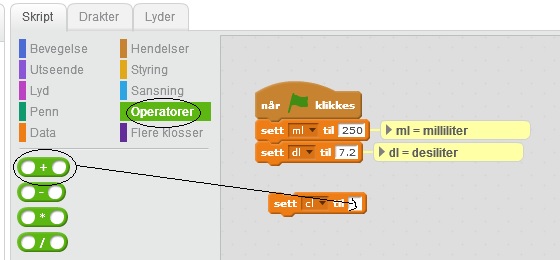 Skript Drakter Lyder
Bevegelse Hendelser
Utseende Styring
Lyd Sansning
Penn Operatorer
Data Flere klosser
+
-
*
/
når klikkes
sett ml til 250 ml = milliliter
sett dl til 7.2 dl = desiliter
sett cl til